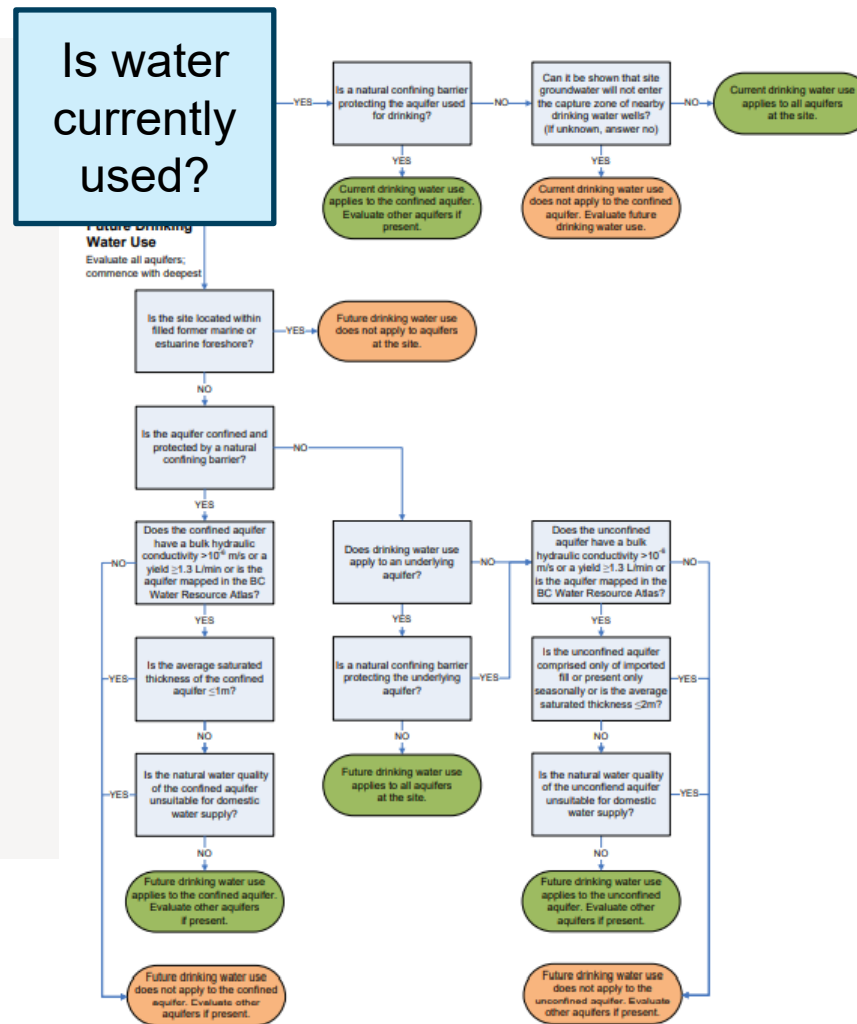 Is water
currently
used?
YES
Is a natural confining barrier
protecting the aquifer used
for drinking?
NO
Can it be shown that site
groundwater will not enter
the capture zone of nearby
drinking water wells?
(If unknown, answer no)
NO
Current drinking water use
applies to all aquifers
at the site.
YES
Current drinking water use
applies to the confined aquifer.
Evaluate other aquifers if
present.
YES
Current drinking water use
does not apply to the confined
aquifer. Evaluate future
drinking water use.
Future Drinking
Water Use
Evaluate all aquifers;
commence with deepest
Is the site located within
filled former marine or
estuarine foreshore?
YES
Future drinking water use
does not apply to aquifers
at the site.
NO
Is the aquifer confined and
protected by a natural
confining barrier?
NO
YES
Does the confined aquifer
have a bulk hydraulic
conductivity >10⁻⁶ m/s or a
yield ≥1.3 L/min or is the
aquifer mapped in the BC
Water Resource Atlas?
NO
Does drinking water use
apply to an underlying
aquifer?
NO
Does the unconfined
aquifer have a bulk
hydraulic conductivity >10⁻⁶
m/s or a yield ≥1.3 L/min or
is the aquifer mapped in the
BC Water Resource Atlas?
NO
YES
YES
YES
Is the average saturated
thickness of the confined
aquifer ≤1m?
YES
Is a natural confining barrier
protecting the underlying
aquifer?
YES
Is the unconfined aquifer
comprised only of imported
fill or present only
seasonally or is the average
saturated thickness ≤2m?
YES
NO
NO
NO
Is the natural water quality
of the confined aquifer
unsuitable for domestic
water supply?
YES
Future drinking water use
applies to all aquifers
at the site.
Is the natural water quality
of the unconfiend aquifer
unsuitable for domestic
water supply?
YES
NO
NO
Future drinking water use
applies to the confined aquifer.
Evaluate other aquifers
if present.
Future drinking water use
applies to the unconfined
aquifer. Evaluate other
aquifers if present.
Future drinking water use
does not apply to the confined
aquifer. Evaluate other
aquifers if present.
Future drinking water use
does not apply to the
unconfined aquifer. Evaluate
other aquifers if present.